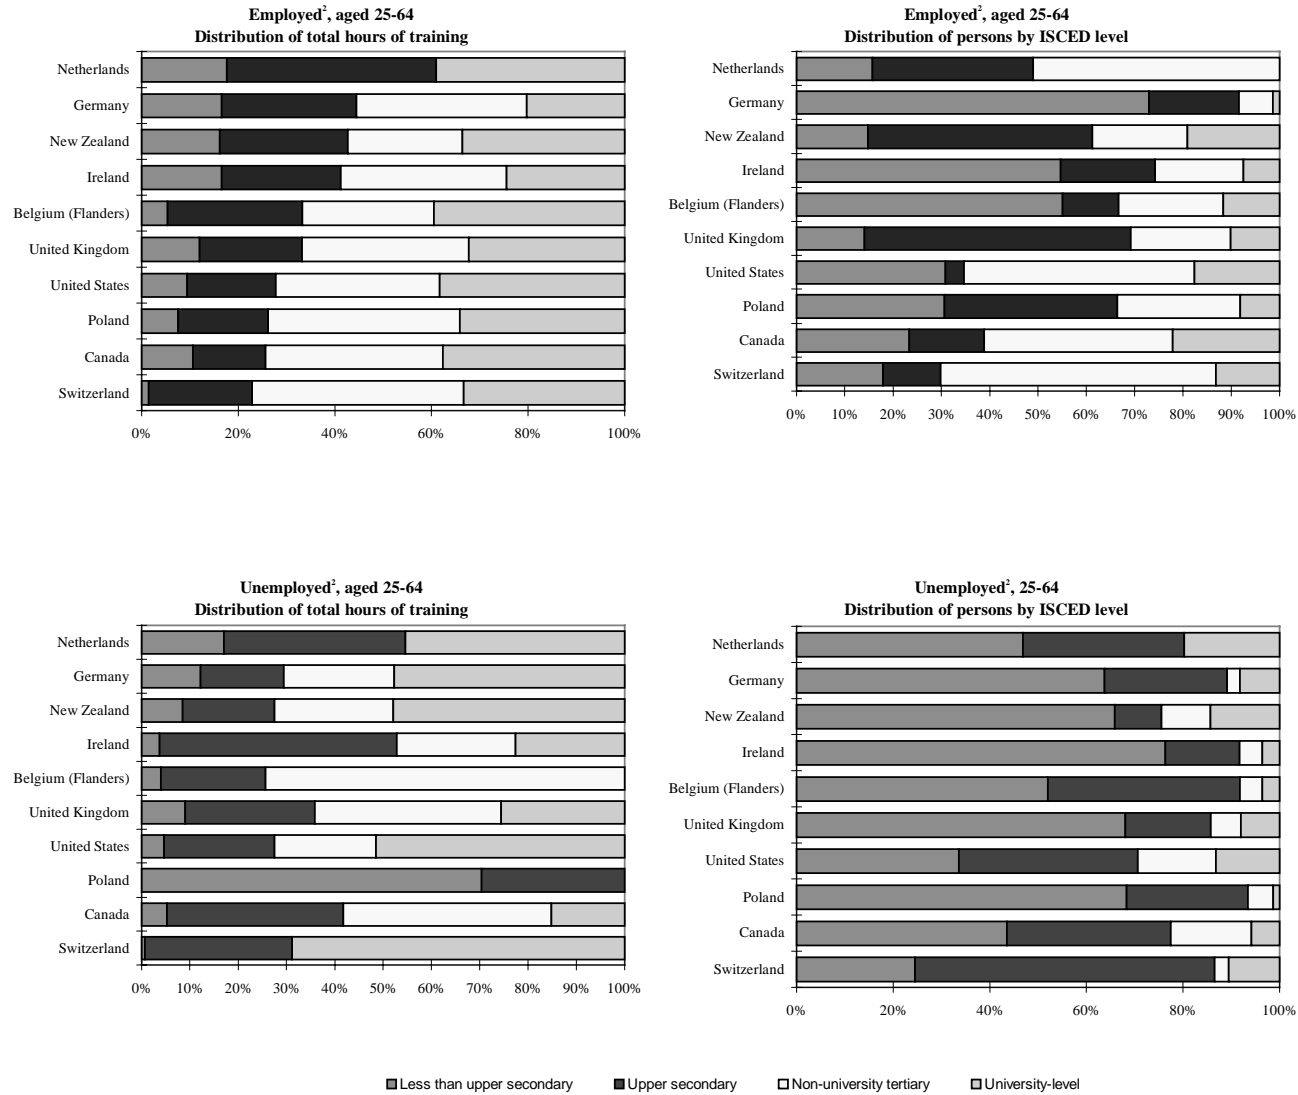 Employed², aged 25-64
Distribution of total hours of training
Netherlands
Germany
New Zealand
Ireland
Belgium (Flanders)
United Kingdom
United States
Poland
Canada
Switzerland
0% 20% 40% 60% 80% 100%
Employed², aged 25-64
Distribution of persons by ISCED level
Netherlands
Germany
New Zealand
Ireland
Belgium (Flanders)
United Kingdom
United States
Poland
Canada
Switzerland
0% 10% 20% 30% 40% 50% 60% 70% 80% 90% 100%
Unemployed², aged 25-64
Distribution of total hours of training
Netherlands
Germany
New Zealand
Ireland
Belgium (Flanders)
United Kingdom
United States
Poland
Canada
Switzerland
0% 10% 20% 30% 40% 50% 60% 70% 80% 90% 100%
Unemployed², 25-64
Distribution of persons by ISCED level
Netherlands
Germany
New Zealand
Ireland
Belgium (Flanders)
United Kingdom
United States
Poland
Canada
Switzerland
0% 20% 40% 60% 80% 100%
Less than upper secondary Upper secondary Non-university tertiary University-level